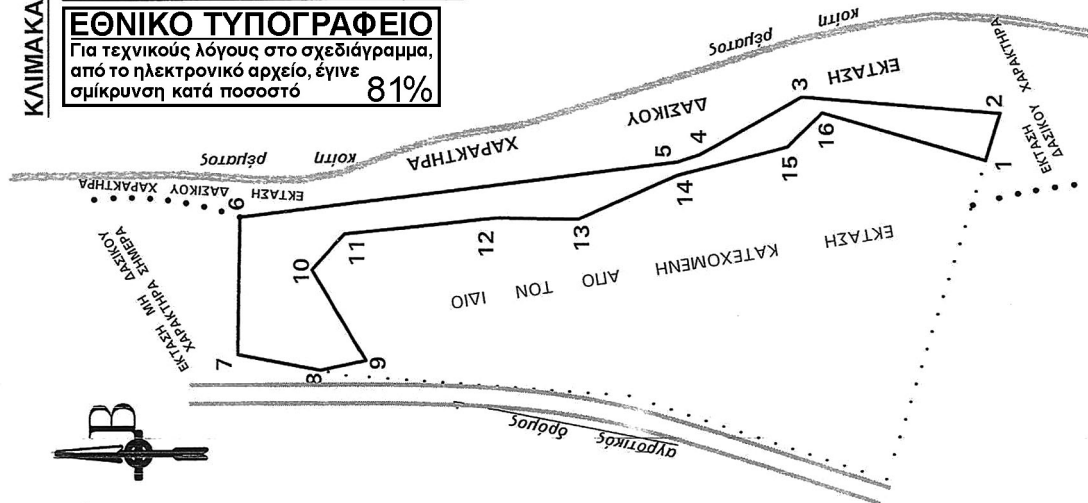 ΚΛΙΜΑΚΑ
ΕΘΝΙΚΟ ΤΥΠΟΓΡΑΦΕΙΟ
Για τεχνικούς λόγους στο σχεδιάγραμμα,
από το ηλεκτρονικό αρχείο, έγινε
σμίκρυνση κατά ποσοστό 81%
κοίτη ρέματος
κοίτη ρέματος
ΕΚΤΑΣΗ ΔΑΣΙΚΟΥ ΧΑΡΑΚΤΗΡΑ
ΕΚΤΑΣΗ ΔΑΣΙΚΟΥ ΧΑΡΑΚΤΗΡΑ
ΕΚΤΑΣΗ
ΔΑΣΙΚΟΥ ΧΑΡΑΚΤΗΡΑ
ΕΚΤΑΣΗ ΜΗ ΔΑΣΙΚΟΥ
ΧΑΡΑΚΤΗΡΑ ΣΗΜΕΡΑ
ΕΚΤΑΣΗ ΚΑΤΕΧΟΜΕΝΗ ΑΠΟ ΤΟΝ ΙΔΙΟ
αγροτικός δρόμος
1
2
3
4
5
6
7
8
9
10
11
12
13
14
15
16
Β